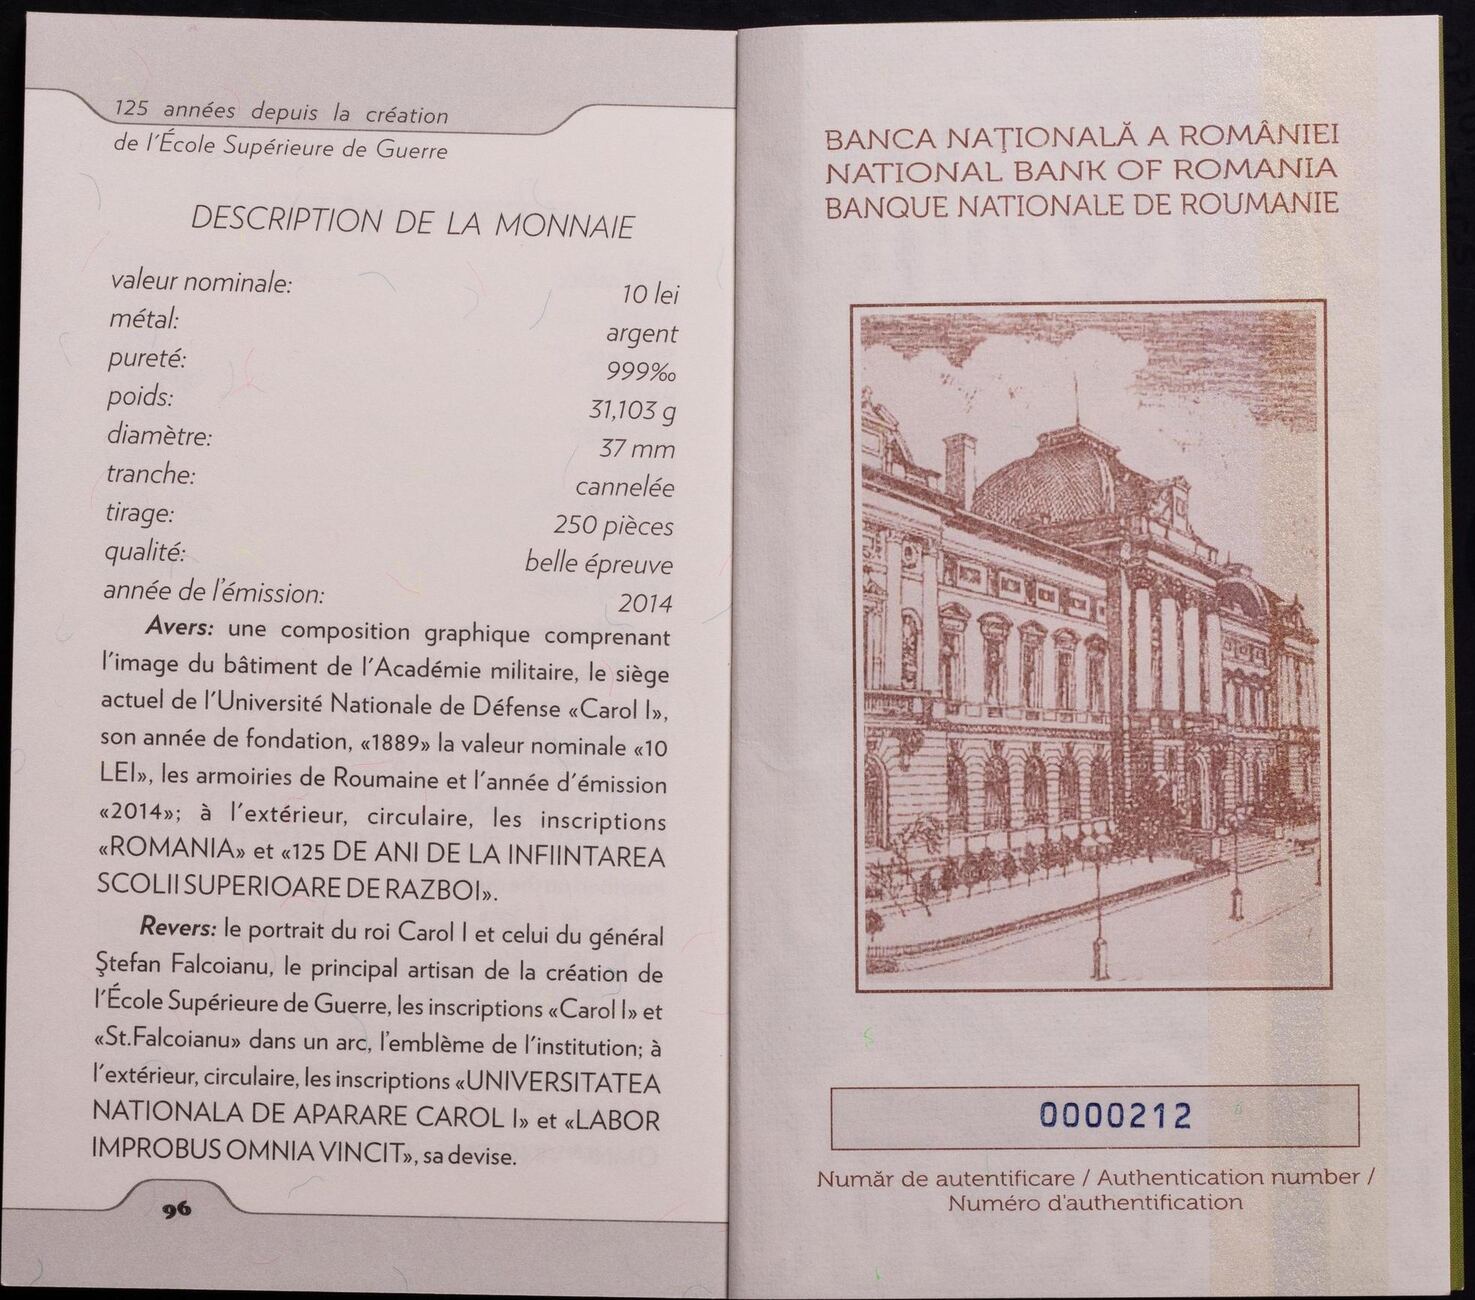 125 années depuis la création
de l'École Supérieure de Guerre
DESCRIPTION DE LA MONNAIE
valeur nominale: 10 lei
métal: argent
pureté: 999‰
poids: 31,103 g
diamètre: 37 mm
tranche: cannelée
tirage: 250 pièces
qualité: belle épreuve
année de l'émission: 2014
Avers: une composition graphique comprenant
l'image du bâtiment de l'Académie militaire, le siège
actuel de l'Université Nationale de Défense «Carol I»,
son année de fondation, «1889» la valeur nominale «10
LEI», les armoiries de Roumaine et l'année d'émission
«2014»; à l'extérieur, circulaire, les inscriptions
«ROMANIA» et «125 DE ANI DE LA INFIINTAREA
SCOLII SUPERIOARE DE RAZBOI».
Revers: le portrait du roi Carol I et celui du général
Ştefan Falcoianu, le principal artisan de la création de
l'École Supérieure de Guerre, les inscriptions «Carol I» et
«St.Falcoianu» dans un arc, l'emblème de l'institution; à
l'extérieur, circulaire, les inscriptions «UNIVERSITATEA
NATIONALA DE APARARE CAROL I» et «LABOR
IMPROBUS OMNIA VINCIT», sa devise.
96
BANCA NAŢIONALĂ A ROMÂNIEI
NATIONAL BANK OF ROMANIA
BANQUE NATIONALE DE ROUMANIE
0000212
Număr de autentificare / Authentication number /
Numéro d'authentification